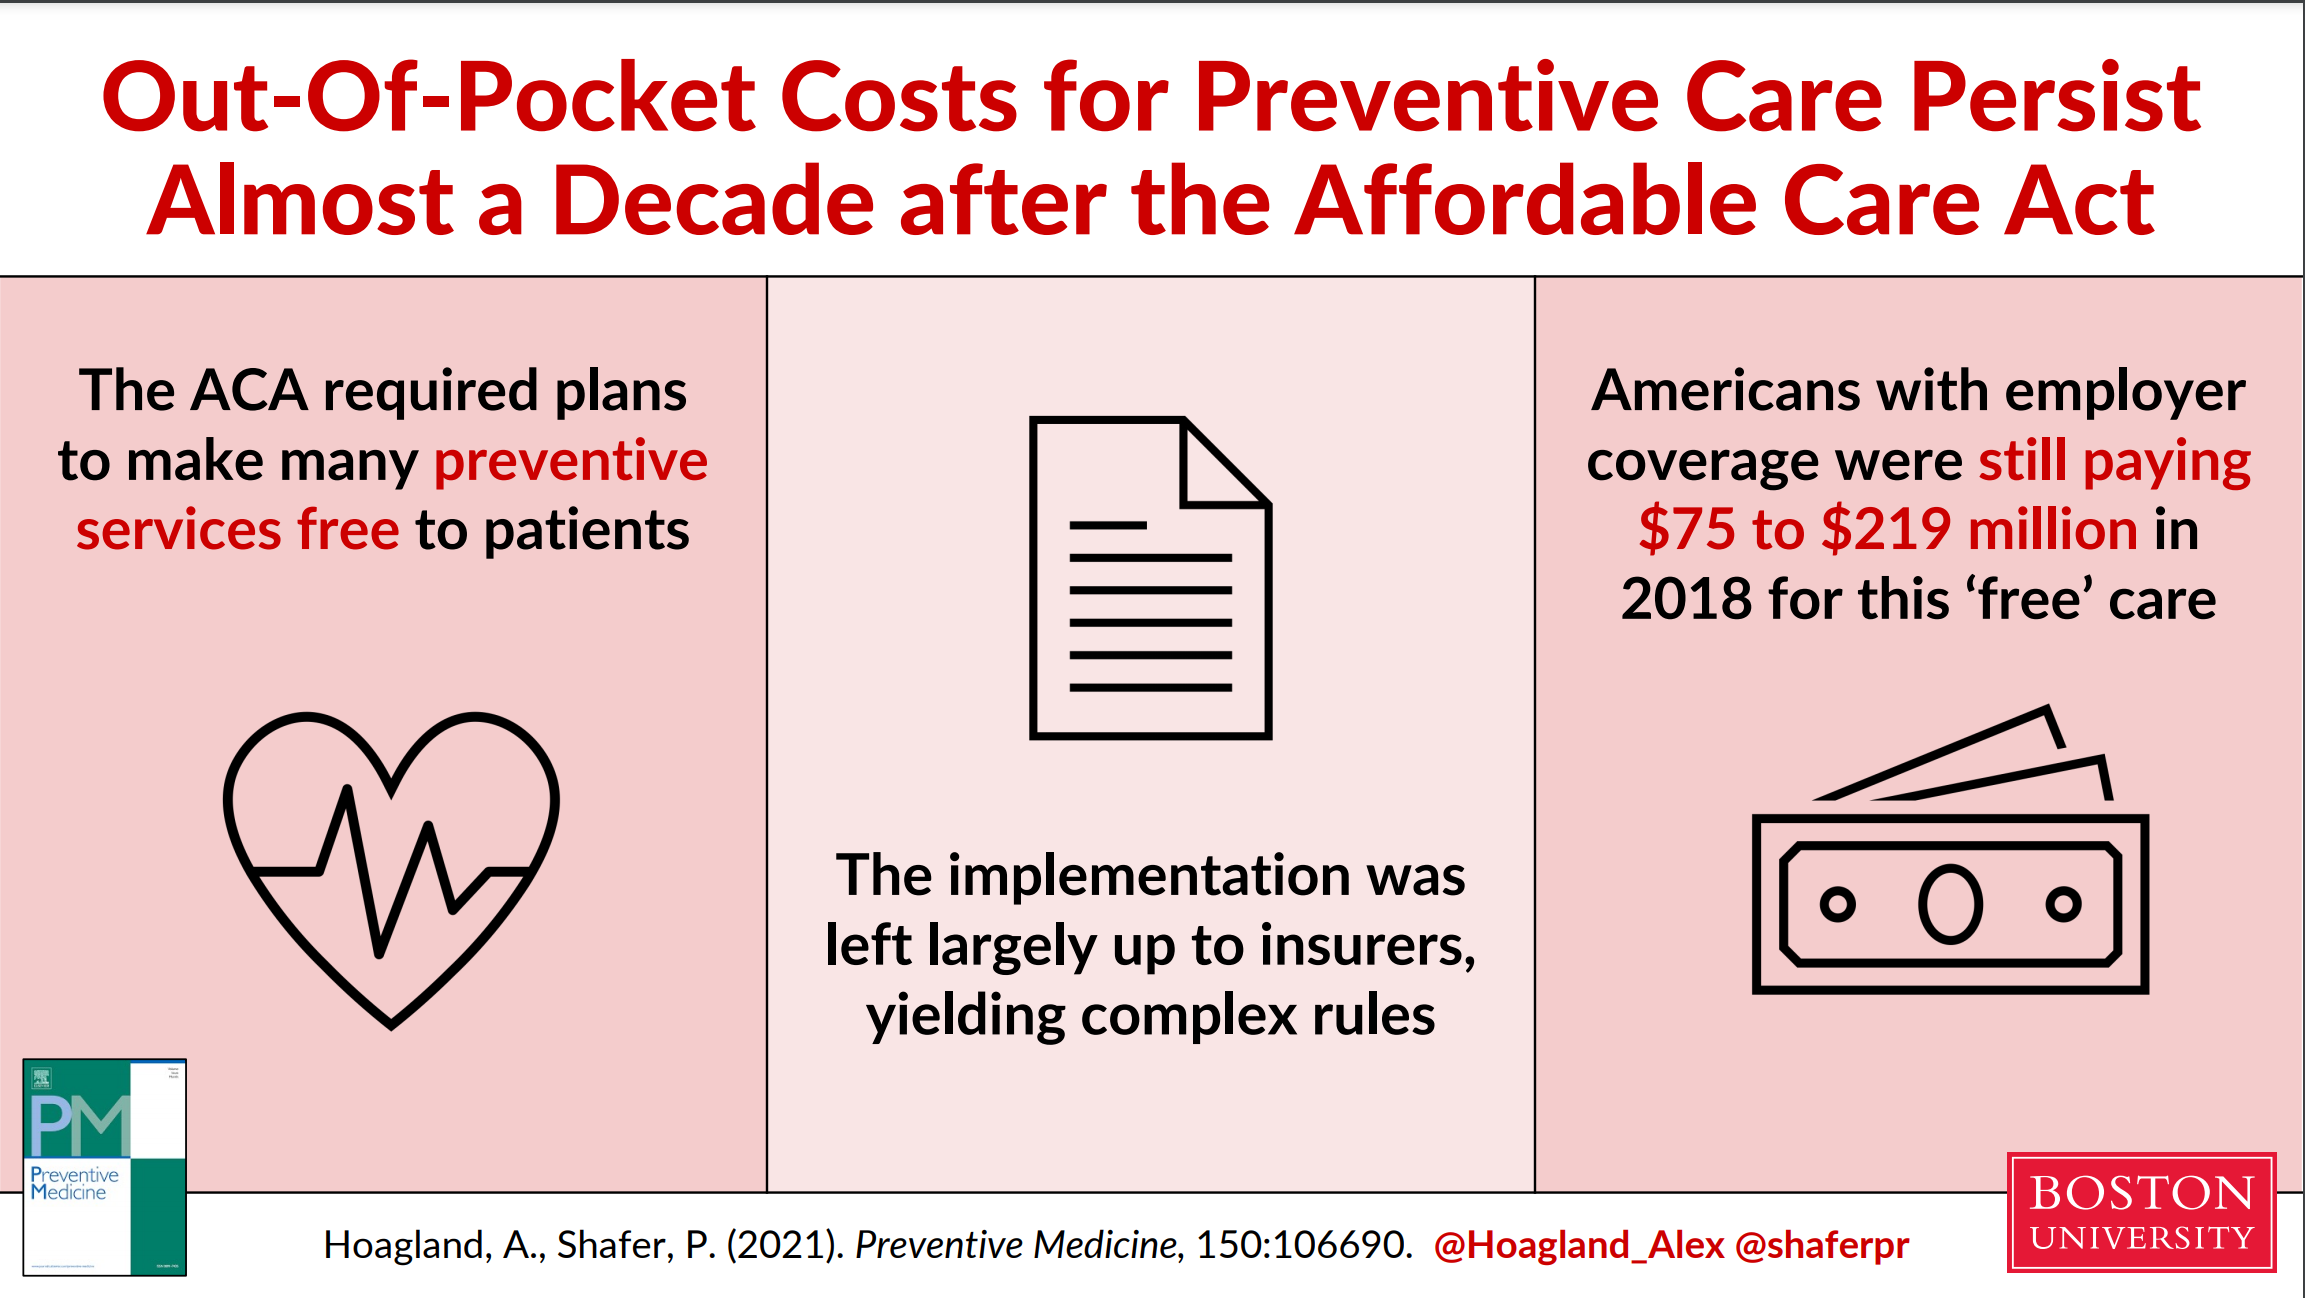 Out-Of-Pocket Costs for Preventive Care Persist
Almost a Decade after the Affordable Care Act
The ACA required plans
to make many preventive
services free to patients
The implementation was
left largely up to insurers,
yielding complex rules
Americans with employer
coverage were still paying
$75 to $219 million in
2018 for this ‘free’ care
PM
Preventive
Medicine
Hoagland, A., Shafer, P. (2021). Preventive Medicine, 150:106690. @Hoagland_Alex @shaferpr
BOSTON
UNIVERSITY